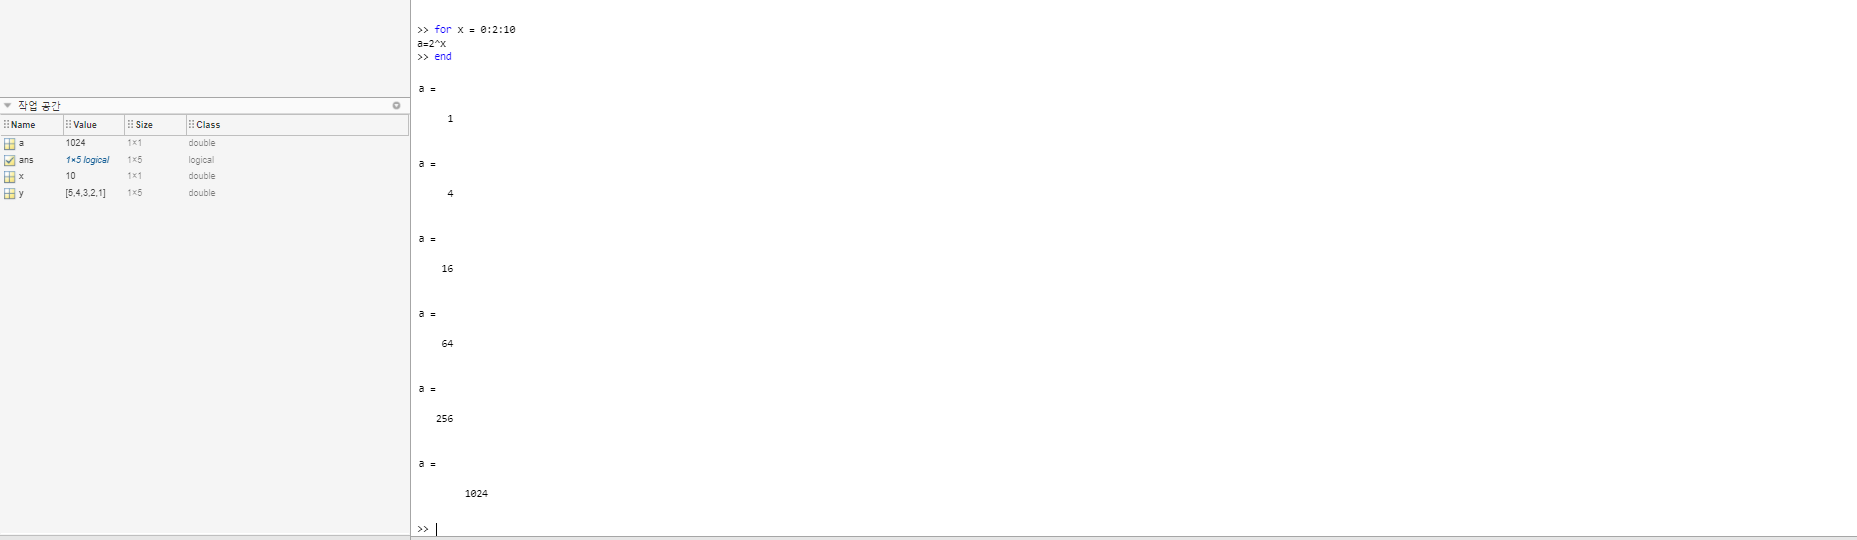 작업 공간
Name Value Size Class
a 1024 1×1 double
ans 1×5 logical 1×5 logical
x 10 1×1 double
y [5,4,3,2,1] 1×5 double
>> for x = 0:2:10
a=2^x
>> end
a =
1
a =
4
a =
16
a =
64
a =
256
a =
1024
>>